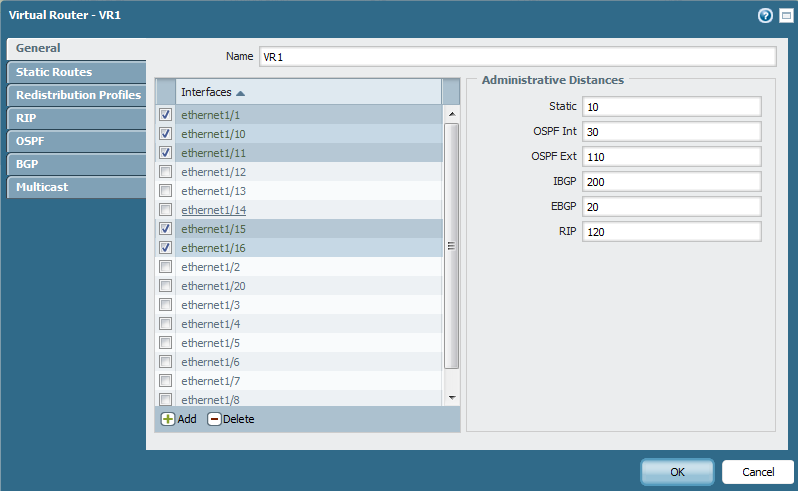 Virtual Router - VR1
General
Static Routes
Redistribution Profiles
RIP
OSPF
BGP
Multicast
Name VR1
Interfaces
ethernet1/1
ethernet1/10
ethernet1/11
ethernet1/12
ethernet1/13
ethernet1/14
ethernet1/15
ethernet1/16
ethernet1/2
ethernet1/20
ethernet1/3
ethernet1/4
ethernet1/5
ethernet1/6
ethernet1/7
ethernet1/8
Add Delete
Administrative Distances
Static 10
OSPF Int 30
OSPF Ext 110
IBGP 200
EBGP 20
RIP 120
OK Cancel